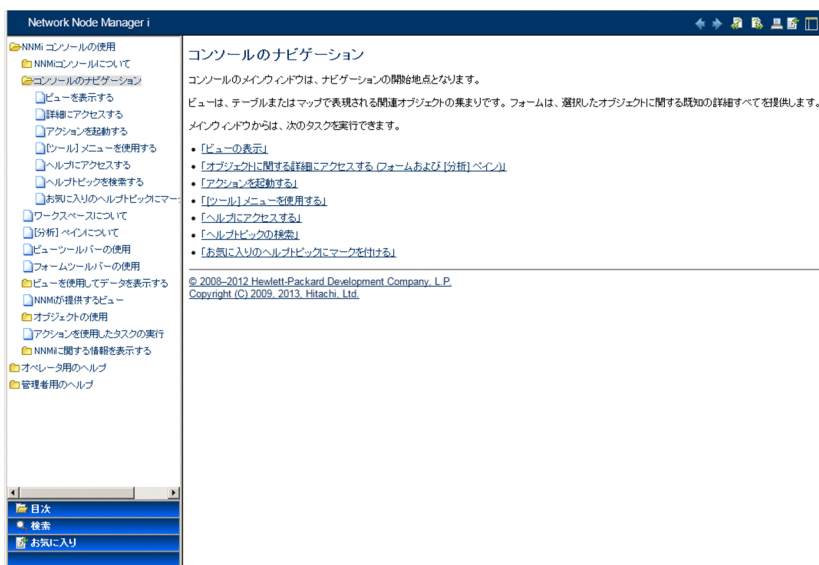 Network Node Manager i
NNMi コンソールの使用
NNMiコンソールについて
コンソールのナビゲーション
ビューを表示する
詳細にアクセスする
アクションを起動する
[ツール] メニューを使用する
ヘルプにアクセスする
ヘルプトピックを検索する
お気に入りのヘルプトピックにマーク
ワークスペースについて
[分析] ペインについて
ビューツールバーの使用
フォームツールバーの使用
ビューを使用してデータを表示する
NNMiが提供するビュー
オブジェクトの使用
アクションを使用したタスクの実行
NNMiに関する情報を表示する
オペレータ用のヘルプ
管理者用のヘルプ
目次
検索
お気に入り
コンソールのナビゲーション
コンソールのメインウィンドウは、ナビゲーションの開始地点となります。
ビューは、テーブルまたはマップで表現される関連オブジェクトの集まりです。フォームは、選択したオブジェクトに関する既知の詳細すべてを提供します。
メインウィンドウからは、次のタスクを実行できます。
• 「ビューの表示」
• 「オブジェクトに関する詳細にアクセスする (フォームおよび [分析] ペイン)」
• 「アクションを起動する」
• 「[ツール] メニューを使用する」
• 「ヘルプにアクセスする」
• 「ヘルプトピックの検索」
• 「お気に入りのヘルプトピックにマークを付ける」
© 2008–2012 Hewlett-Packard Development Company, L.P.
Copyright (C) 2009, 2013, Hitachi, Ltd.